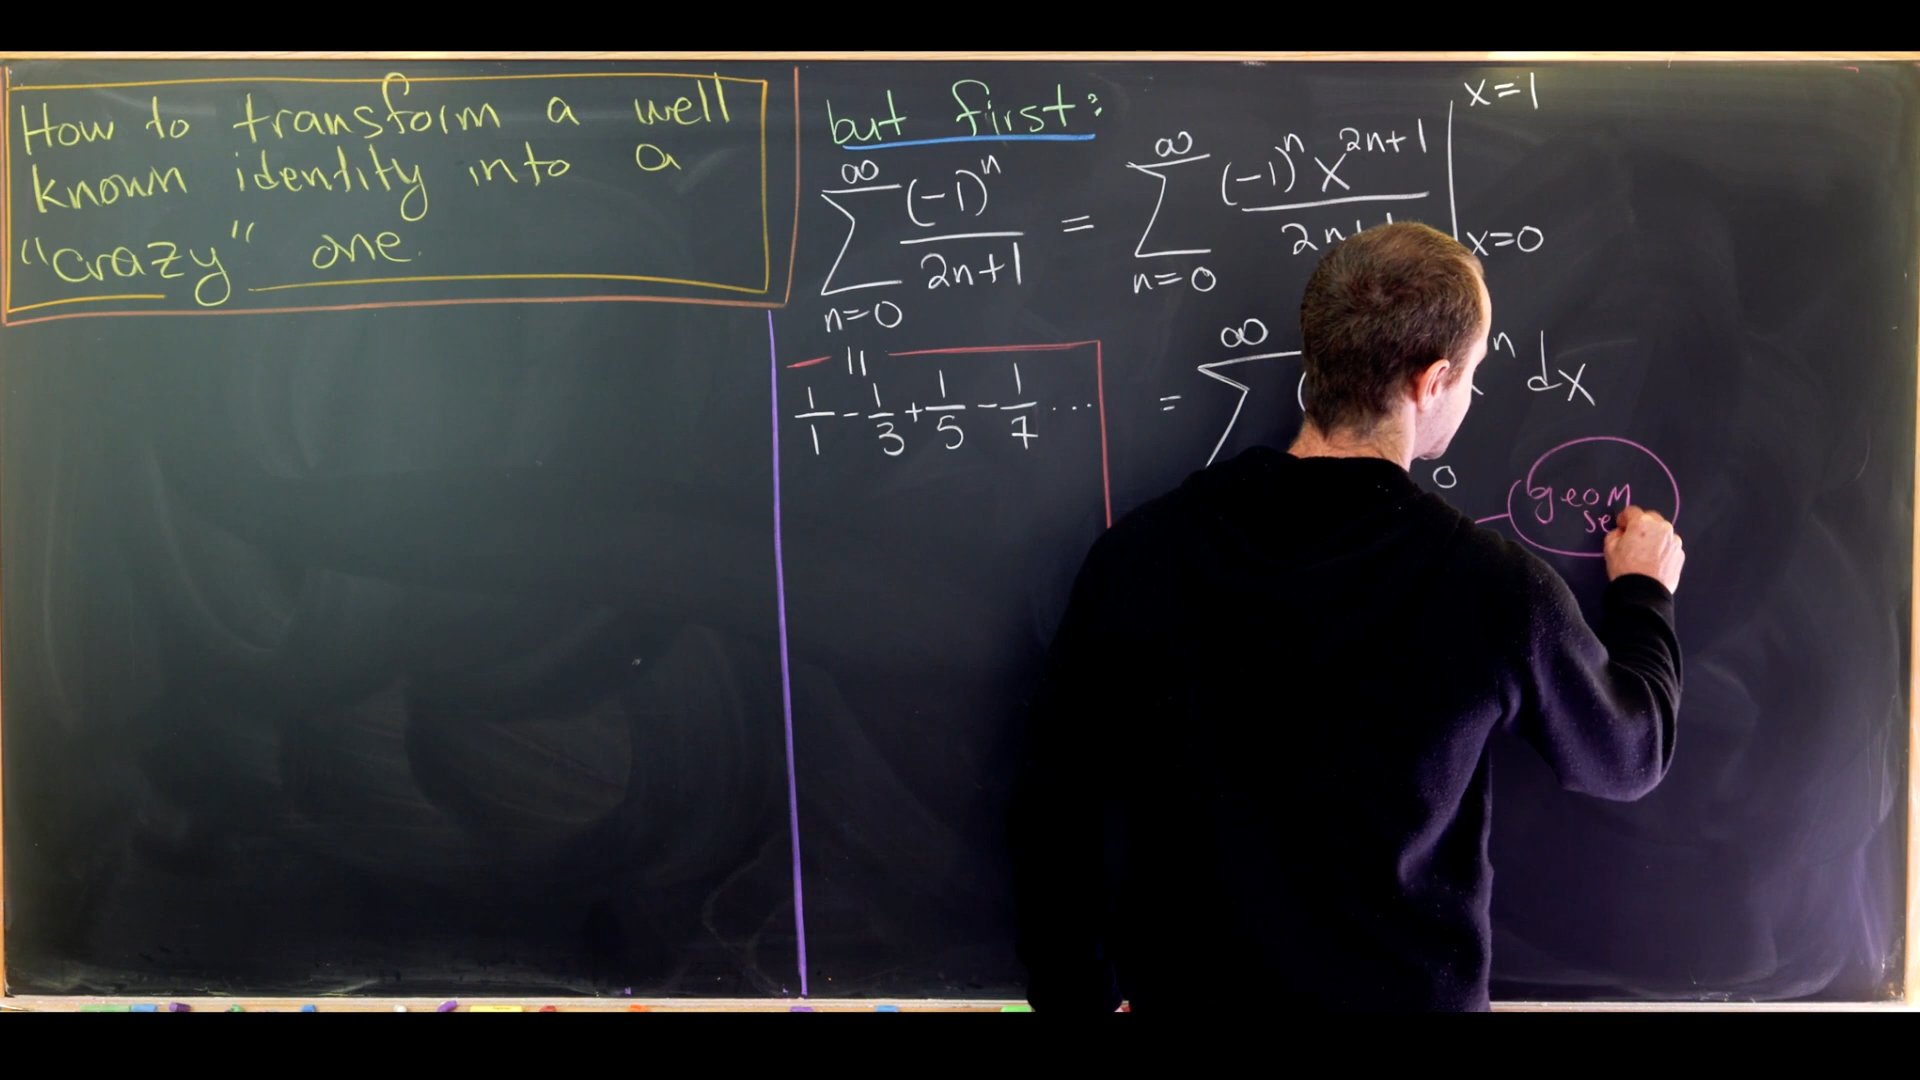 How to transform a well
known identity into a
"crazy" one.
but first:
∞ (-1)^n
∑ ―――
n=0 2n+1
=
∞ (-1)^n x^{2n+1}
∑ ―――
n=0 2n+1
| x=1
x=0
||
1/1 - 1/3 + 1/5 - 1/7 ...
= ∞ ∑ n dx
0
geom
se